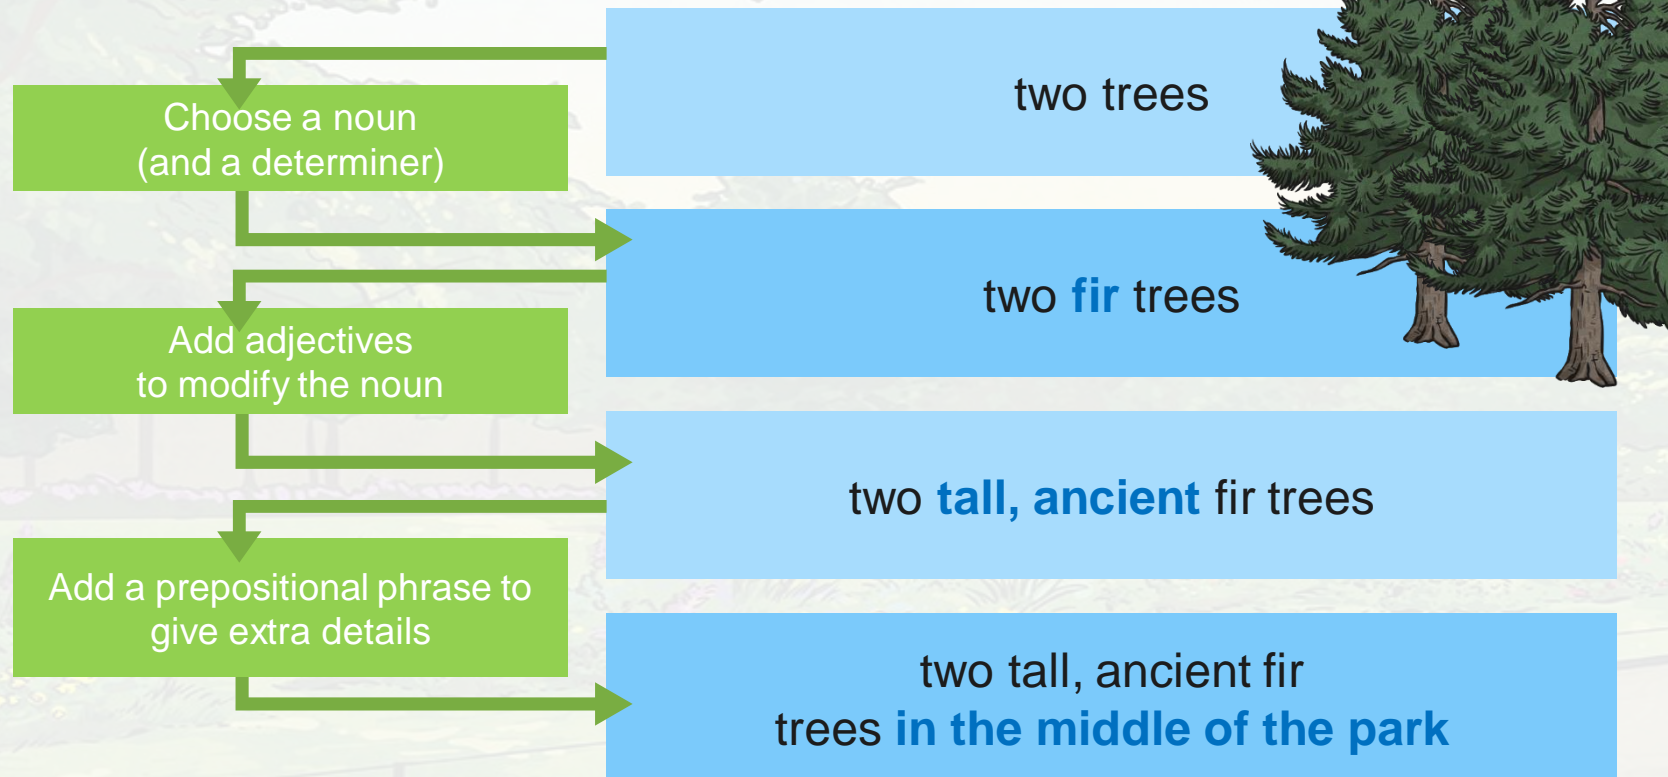 two trees
Choose a noun
(and a determiner)
two fir trees
Add adjectives
to modify the noun
two tall, ancient fir trees
Add a prepositional phrase to
give extra details
two tall, ancient fir
trees in the middle of the park